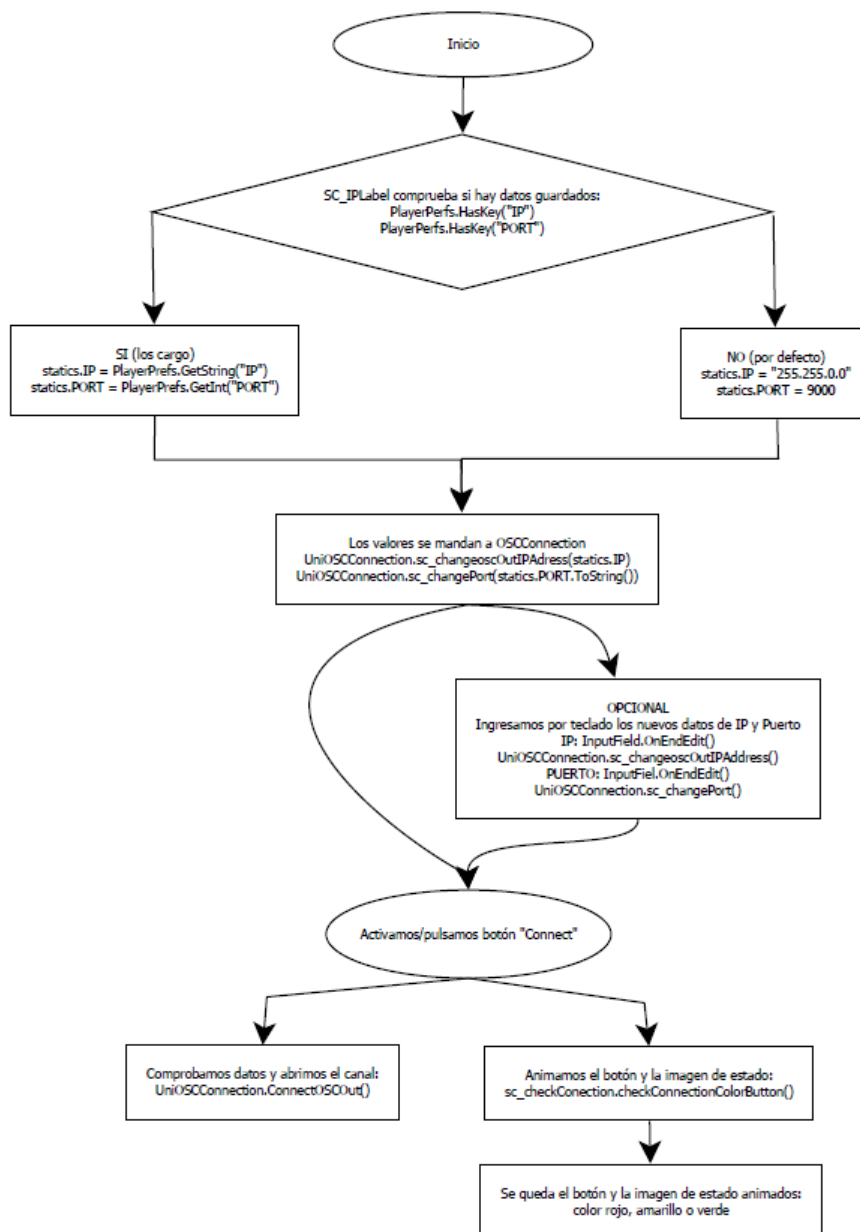 Inicio
SC_IPLabel comprueba si hay datos guardados:
PlayerPerfs.HasKey("IP")
PlayerPerfs.HasKey("PORT")
SI (los cargo)
statics.IP = PlayerPrefs.GetString("IP")
statics.PORT = PlayerPrefs.GetInt("PORT")
NO (por defecto)
statics.IP = "255.255.0.0"
statics.PORT = 9000
Los valores se mandan a OSCConnection
UniOSCConnection.sc_changeoscOutIPAdress(statics.IP)
UniOSCConnection.sc_changePort(statics.PORT.ToString())
OPCIONAL
Ingresamos por teclado los nuevos datos de IP y Puerto
IP: InputField.OnEndEdit()
UniOSCConnection.sc_changeoscOutIPAddress()
PUERTO: InputFiel.OnEndEdit()
UniOSCConnection.sc_changePort()
Activamos/pulsamos botón "Connect"
Comprobamos datos y abrimos el canal:
UniOSCConnection.ConnectOSCOut()
Animamos el botón y la imagen de estado:
sc_checkConection.checkConnectionColorButton()
Se queda el botón y la imagen de estado animados:
color rojo, amarillo o verde